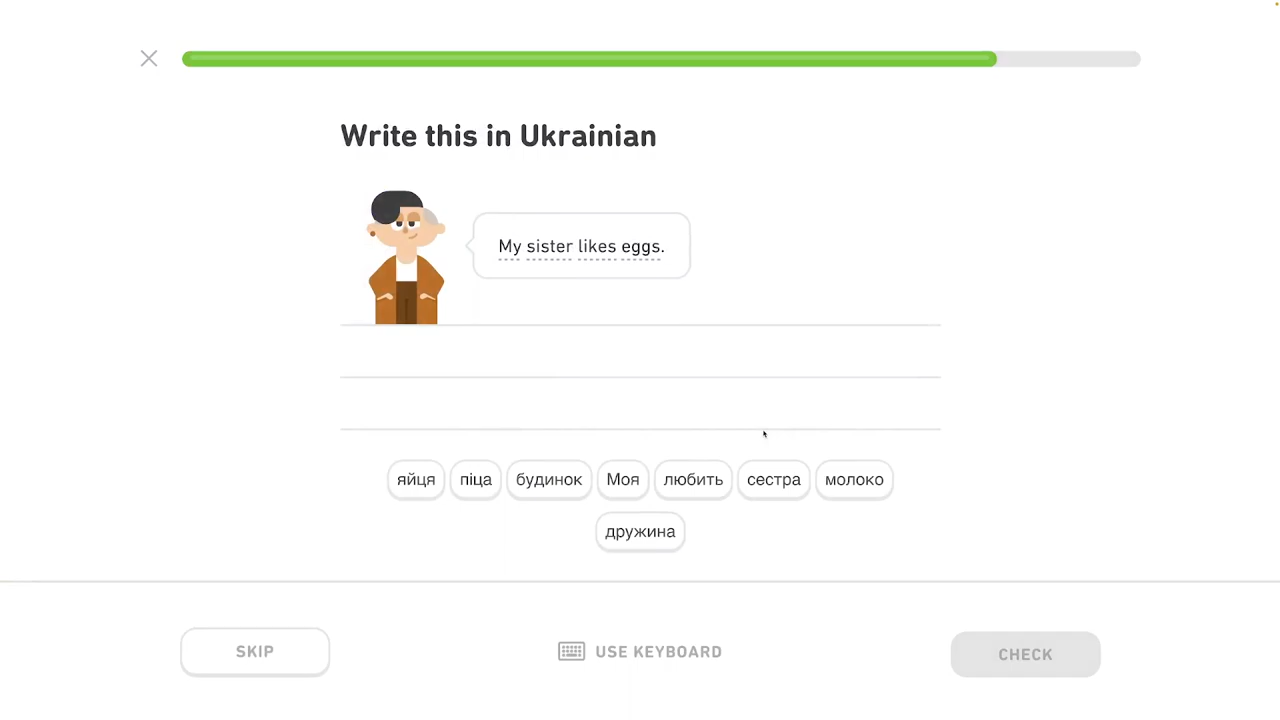 Write this in Ukrainian
My sister likes eggs.
яйця піца будинок Моя любить сестра молоко
дружина
SKIP USE KEYBOARD CHECK